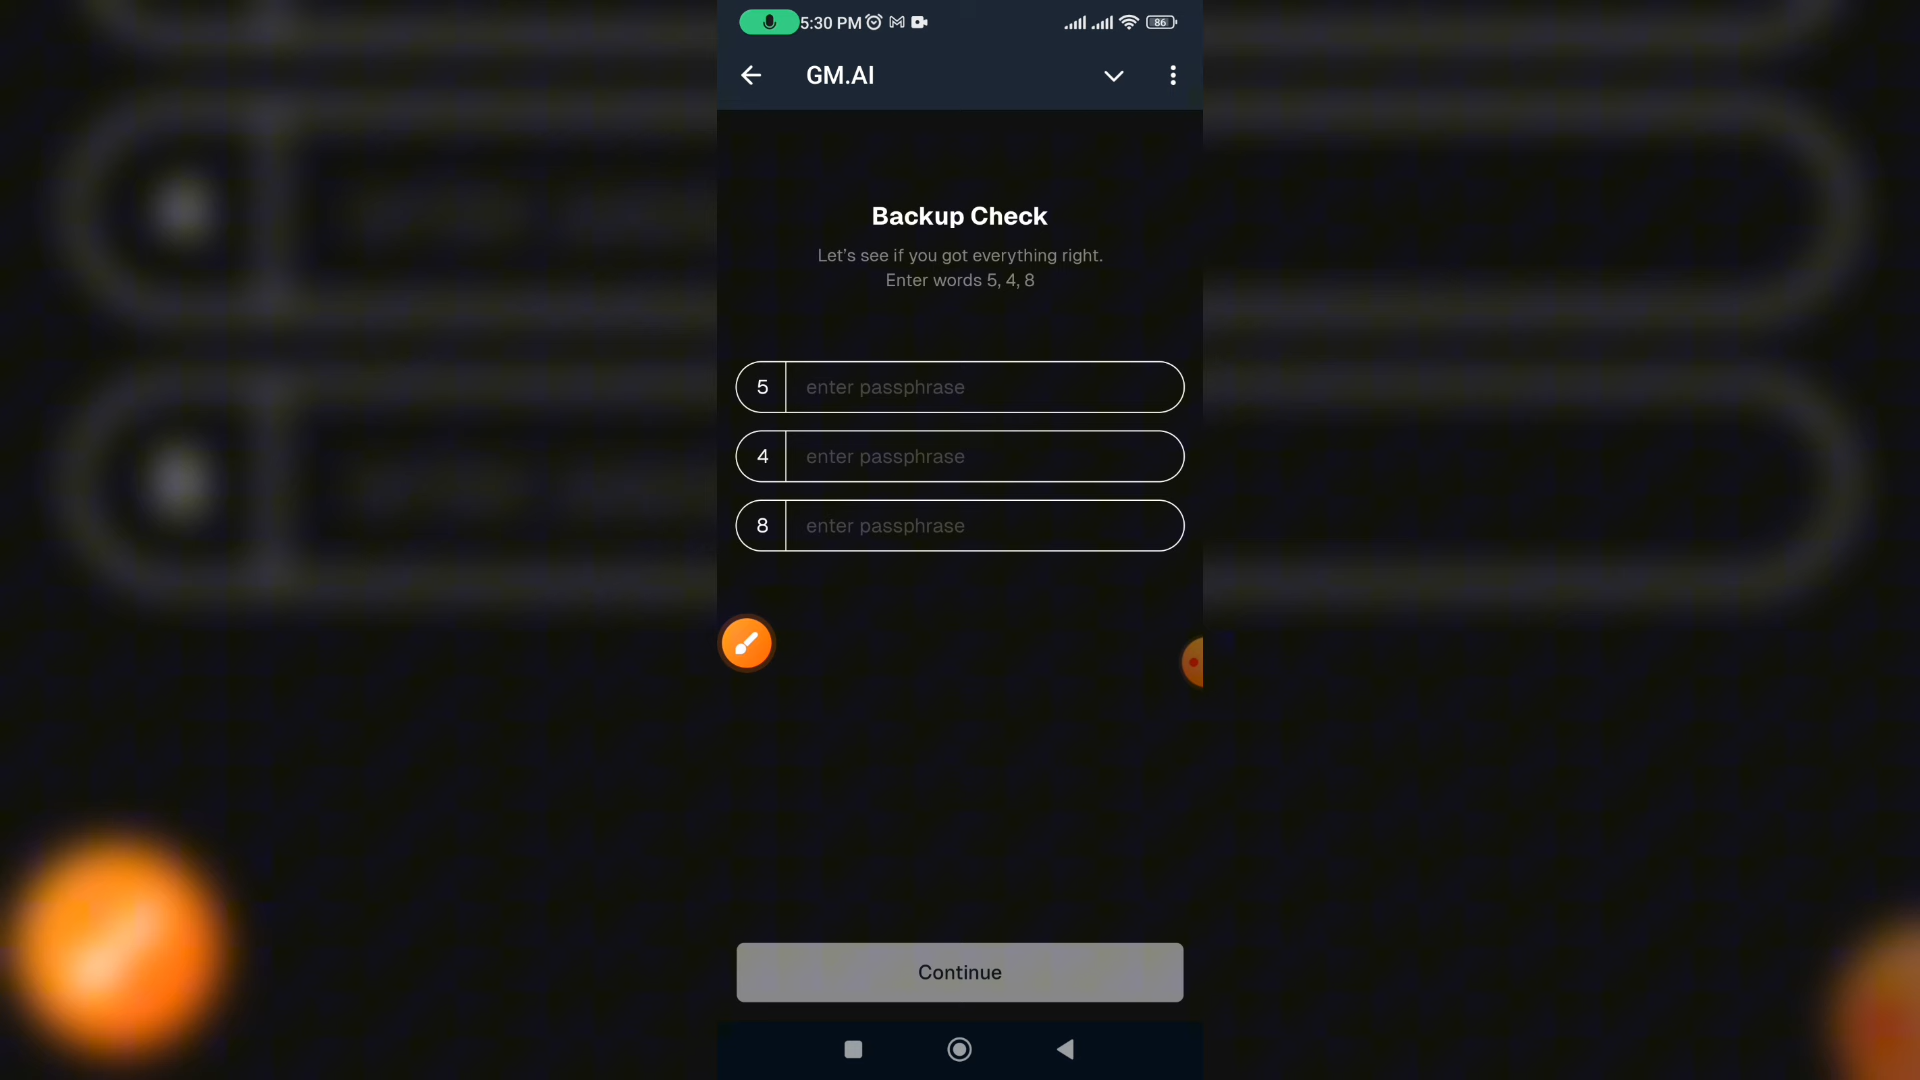 5:30 PM
86
GM.AI
Backup Check
Let's see if you got everything right.
Enter words 5, 4, 8
5 enter passphrase
4 enter passphrase
8 enter passphrase
Continue